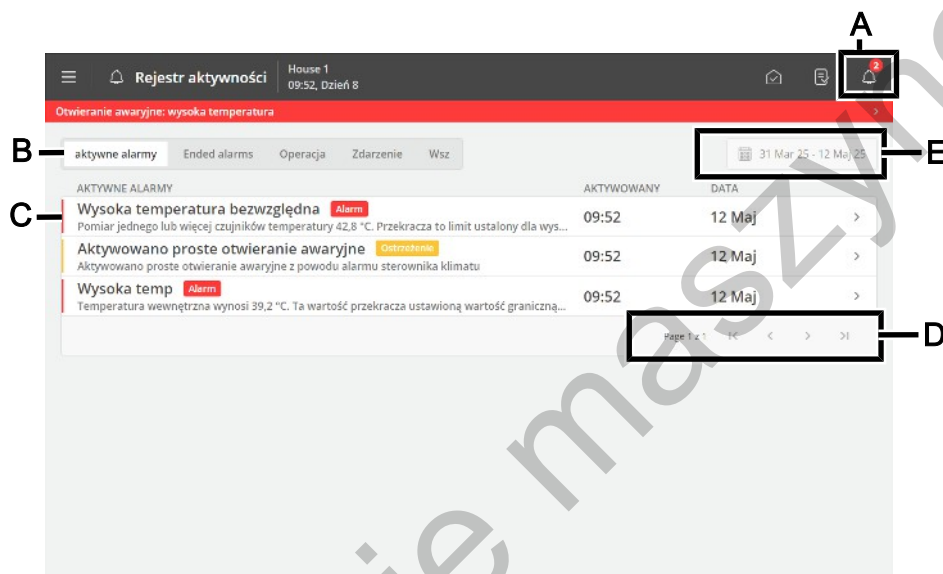 A
2
Rejestr aktywności
House 1
09:52, Dzień 8
Otwieranie awaryjne: wysoka temperatura
B
aktywne alarmy Ended alarms Operacja Zdarzenie Wsz
31 Mar 25 - 12 Maj 25
E
AKTYWNE ALARMY AKTYWOWANY DATA
C
Wysoka temperatura bezwzględna Alarm 09:52 12 Maj
Pomiar jednego lub więcej czujników temperatury 42,8 °C. Przekracza to limit ustalony dla wys...
Aktywowano proste otwieranie awaryjne Ostrzeżenie 09:52 12 Maj
Aktywowano proste otwieranie awaryjne z powodu alarmu sterownika klimatu
Wysoka temp Alarm 09:52 12 Maj
Temperatura wewnętrzna wynosi 39,2 °C. Ta wartość przekracza ustawioną wartość graniczną...
Page 1 z 1
D
ie maszyn